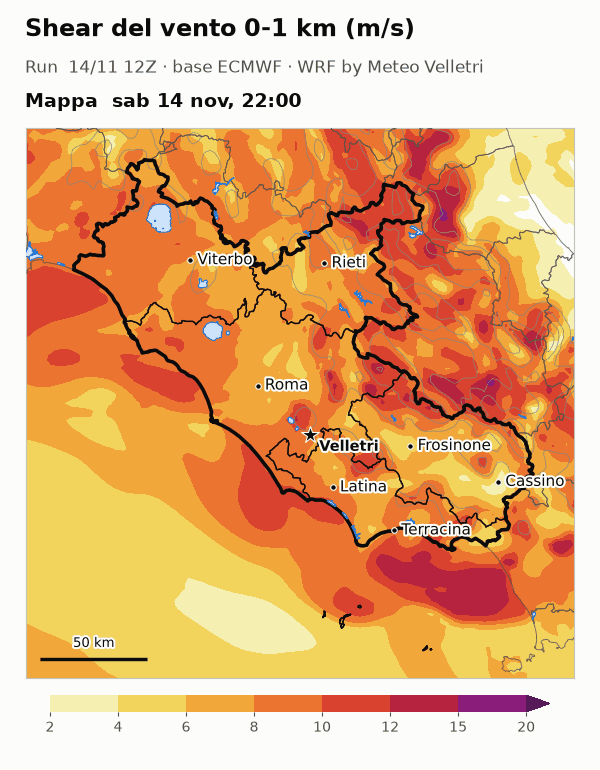 Shear del vento 0-1 km (m/s)
Run  14/11 12Z · base ECMWF · WRF by Meteo Velletri
Mappa  sab 14 nov, 22:00
Viterbo
Rieti
Roma
Velletri
Frosinone
Cassino
Latina
Terracina
50 km
2 4 6 8 10 12 15 20